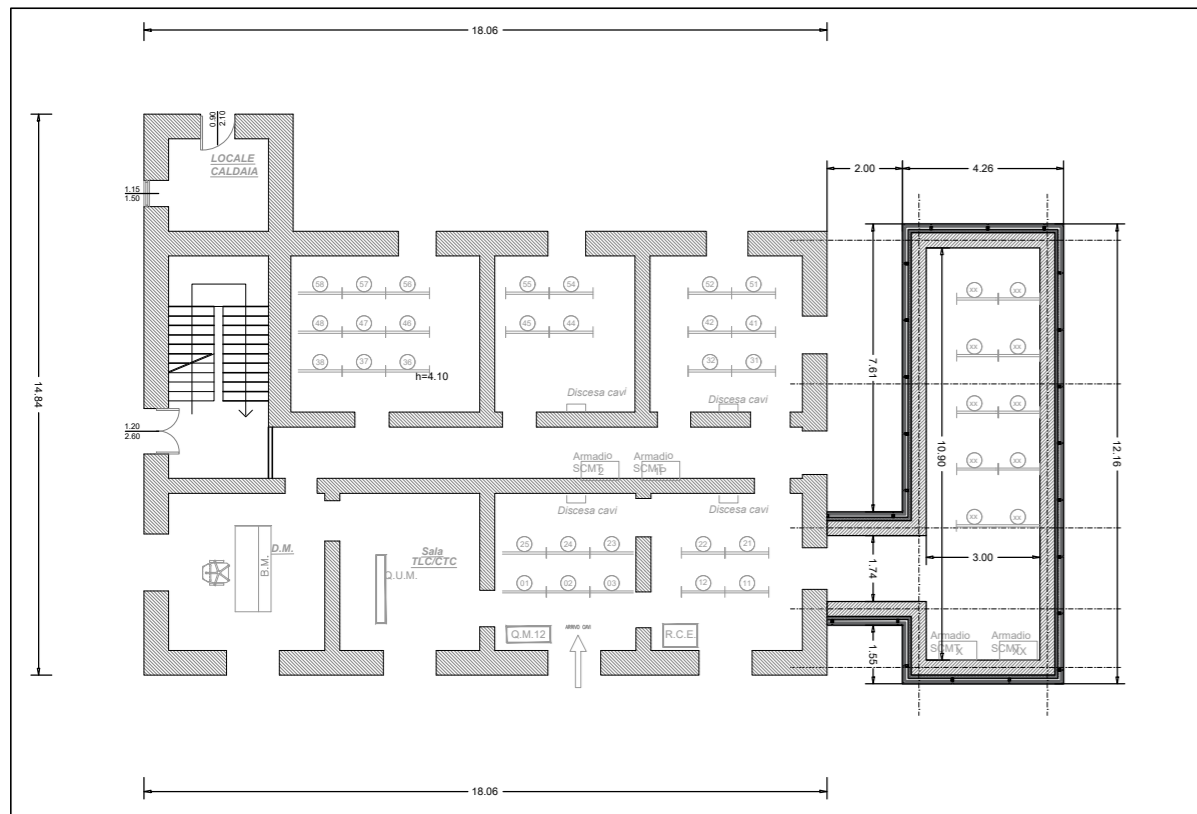 18.06
0.90
2.10
LOCALE
CALDAIA
1.15
1.50
2.00
4.26
58
57
56
55
54
52
51
48
47
46
45
44
42
41
38
37
36
32
31
h=4.10
Discesa cavi
Discesa cavi
14.84
7.61
10.90
12.16
xx
xx
xx
xx
xx
xx
xx
xx
xx
xx
1.20
2.60
Armadio
SCMT
2
Armadio
SCMT
1
Discesa cavi
Discesa cavi
D.M.
B.M.
Sala
TLC/CTC
Q.U.M.
25
24
23
22
21
01
02
03
12
11
Q.M.12
ARRIVO CAVI
R.C.E.
1.74
3.00
1.55
Armadio
SCMT
X
Armadio
SCMT
XX
18.06